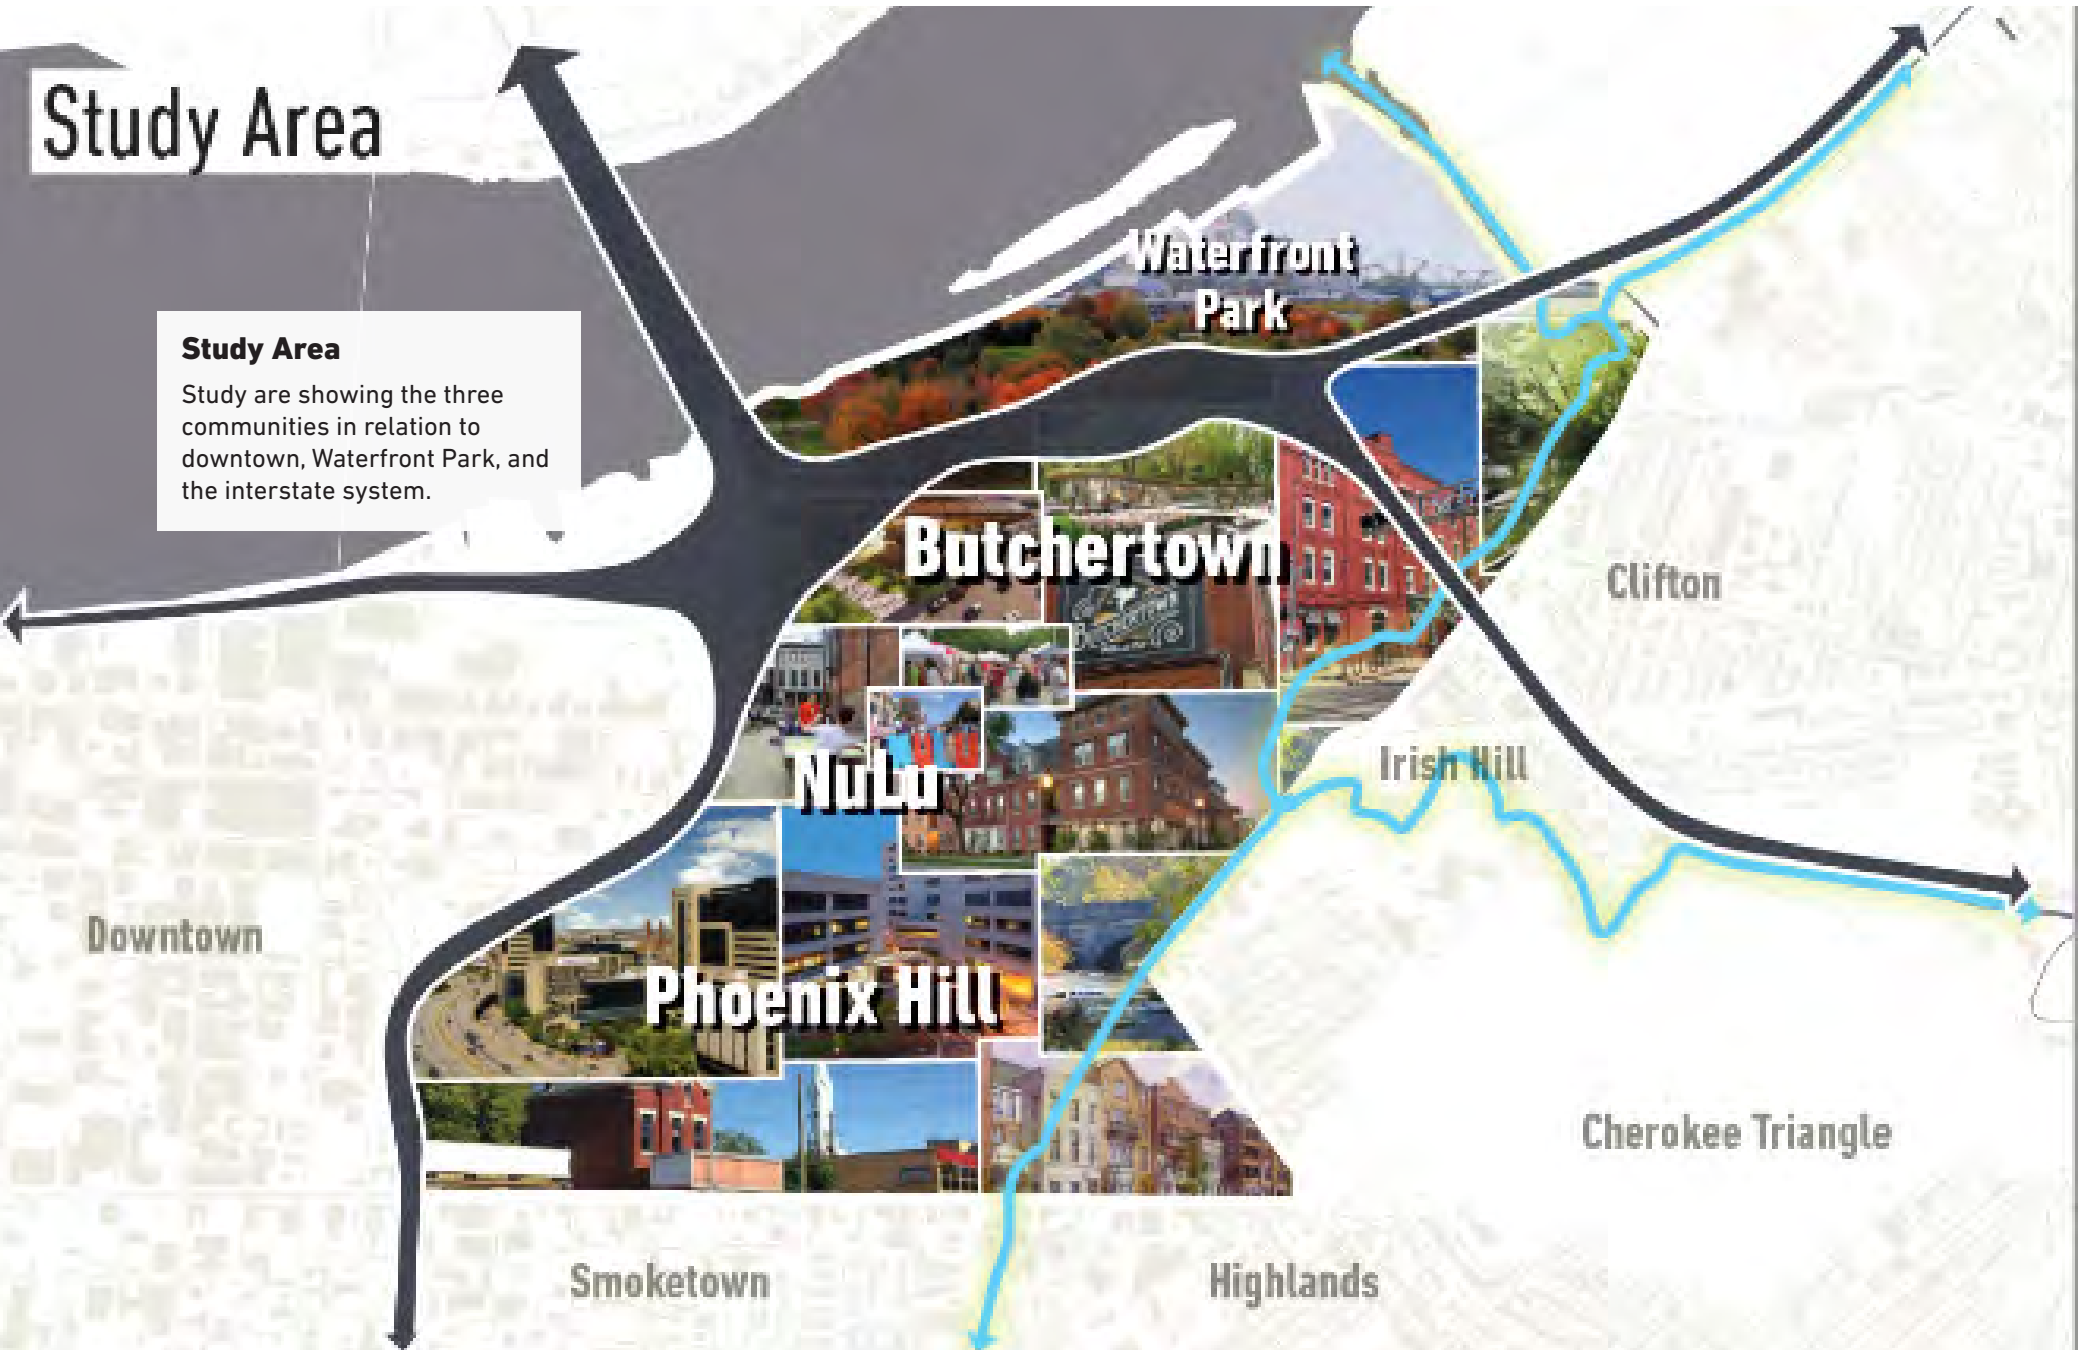 Study Area
Study Area
Study are showing the three
communities in relation to
downtown, Waterfront Park, and
the interstate system.
Waterfront
Park
Butchertown
BUTCHERTOWN
Clifton
NuLu
Irish Hill
Downtown
Phoenix Hill
Cherokee Triangle
Smoketown
Highlands